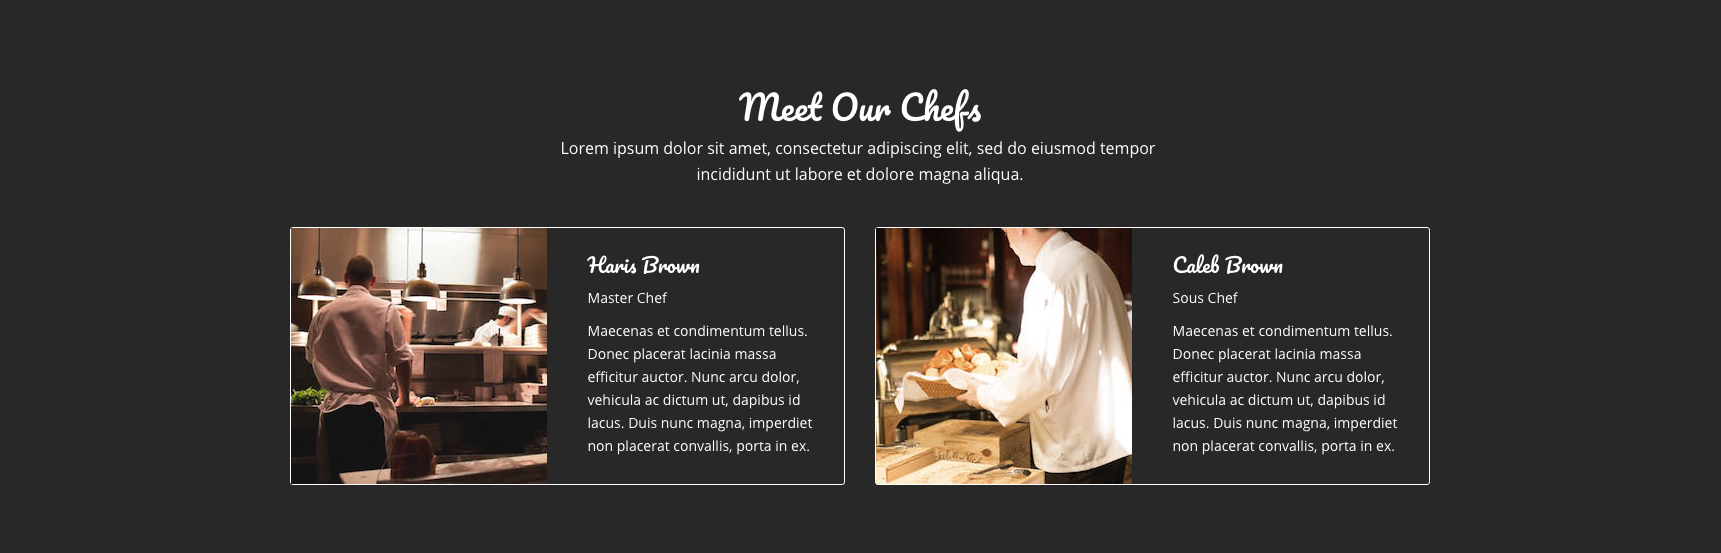 Meet Our Chefs
Lorem ipsum dolor sit amet, consectetur adipiscing elit, sed do eiusmod tempor
incididunt ut labore et dolore magna aliqua.
Haris Brown
Master Chef
Maecenas et condimentum tellus.
Donec placerat lacinia massa
efficitur auctor. Nunc arcu dolor,
vehicula ac dictum ut, dapibus id
lacus. Duis nunc magna, imperdiet
non placerat convallis, porta in ex.
Caleb Brown
Sous Chef
Maecenas et condimentum tellus.
Donec placerat lacinia massa
efficitur auctor. Nunc arcu dolor,
vehicula ac dictum ut, dapibus id
lacus. Duis nunc magna, imperdiet
non placerat convallis, porta in ex.